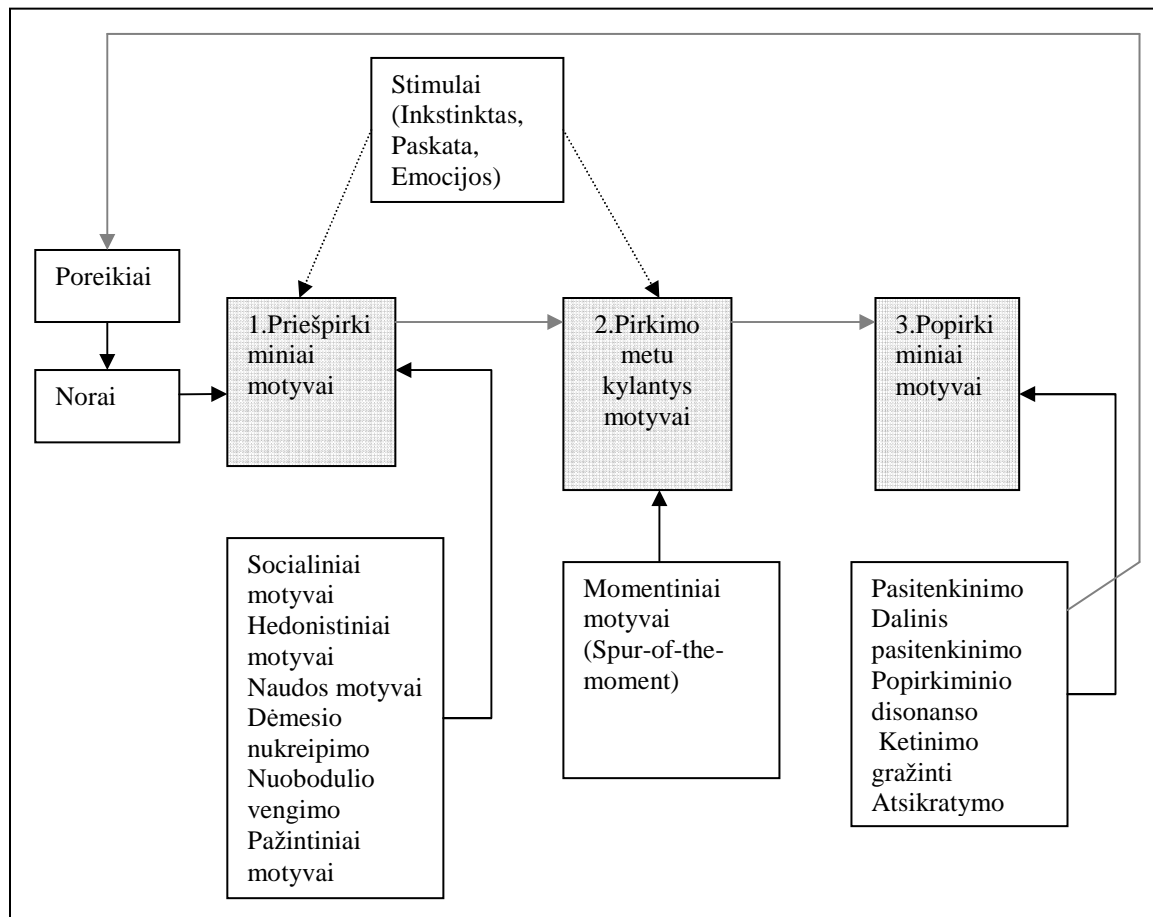 Stimulai
(Inkstinktas,
Paskata,
Emocijos)
Poreikiai
Norai
1.Priešpirki
miniai
motyvai
2.Pirkimo
metu
kylantys
motyvai
3.Popirki
miniai
motyvai
Socialiniai
motyvai
Hedonistiniai
motyvai
Naudos motyvai
Dėmesio
nukreipimo
Nuobodulio
vengimo
Pažintiniai
motyvai
Momentiniai
motyvai
(Spur-of-the-
moment)
Pasitenkinimo
Dalinis
pasitenkinimo
Popirkiminio
disonanso
Ketinimo
gražinti
Atsikratymo